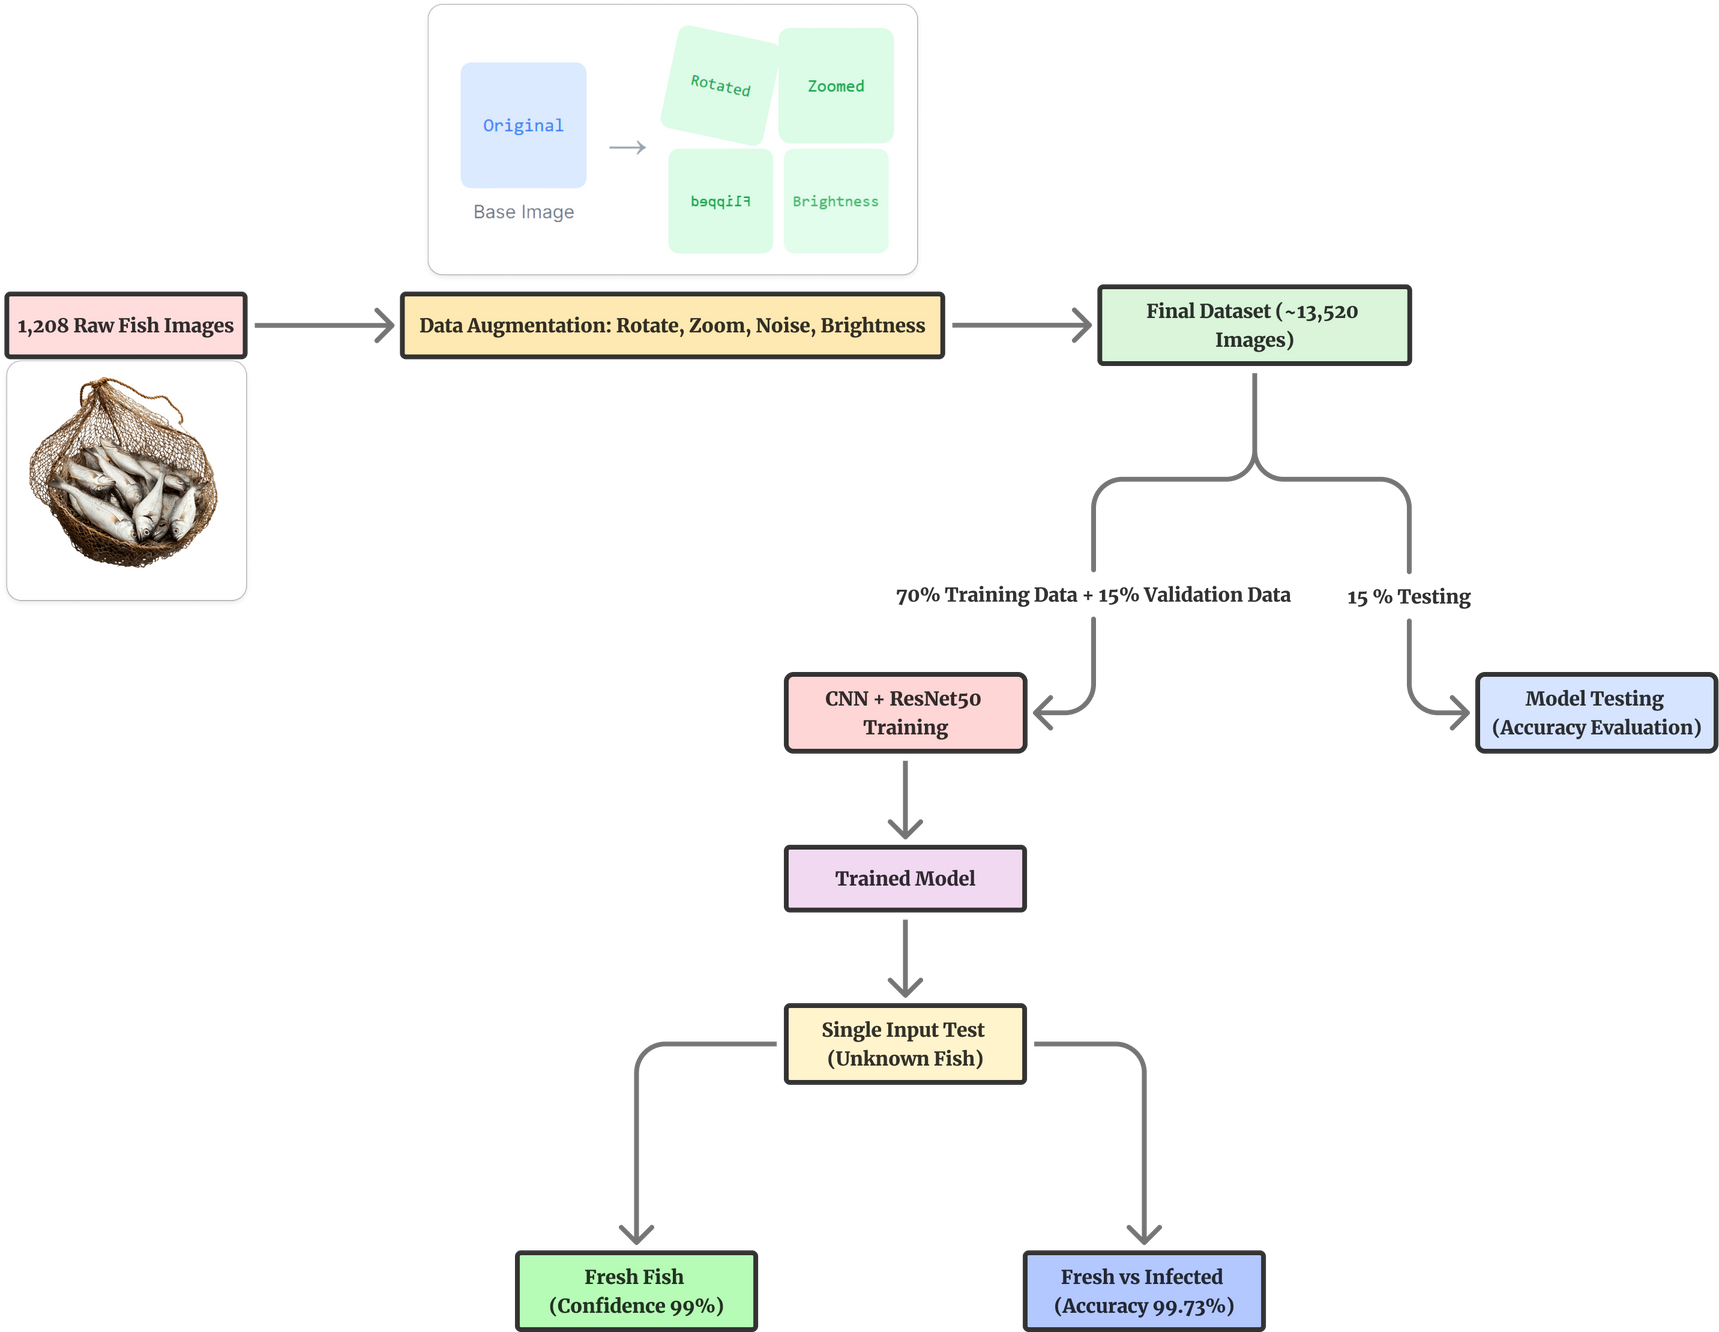 Original
Base Image
Rotated
Zoomed
Flipped
Brightness
1,208 Raw Fish Images
Data Augmentation: Rotate, Zoom, Noise, Brightness
Final Dataset (~13,520
Images)
70% Training Data + 15% Validation Data
15 % Testing
CNN + ResNet50
Training
Model Testing
(Accuracy Evaluation)
Trained Model
Single Input Test
(Unknown Fish)
Fresh Fish
(Confidence 99%)
Fresh vs Infected
(Accuracy 99.73%)